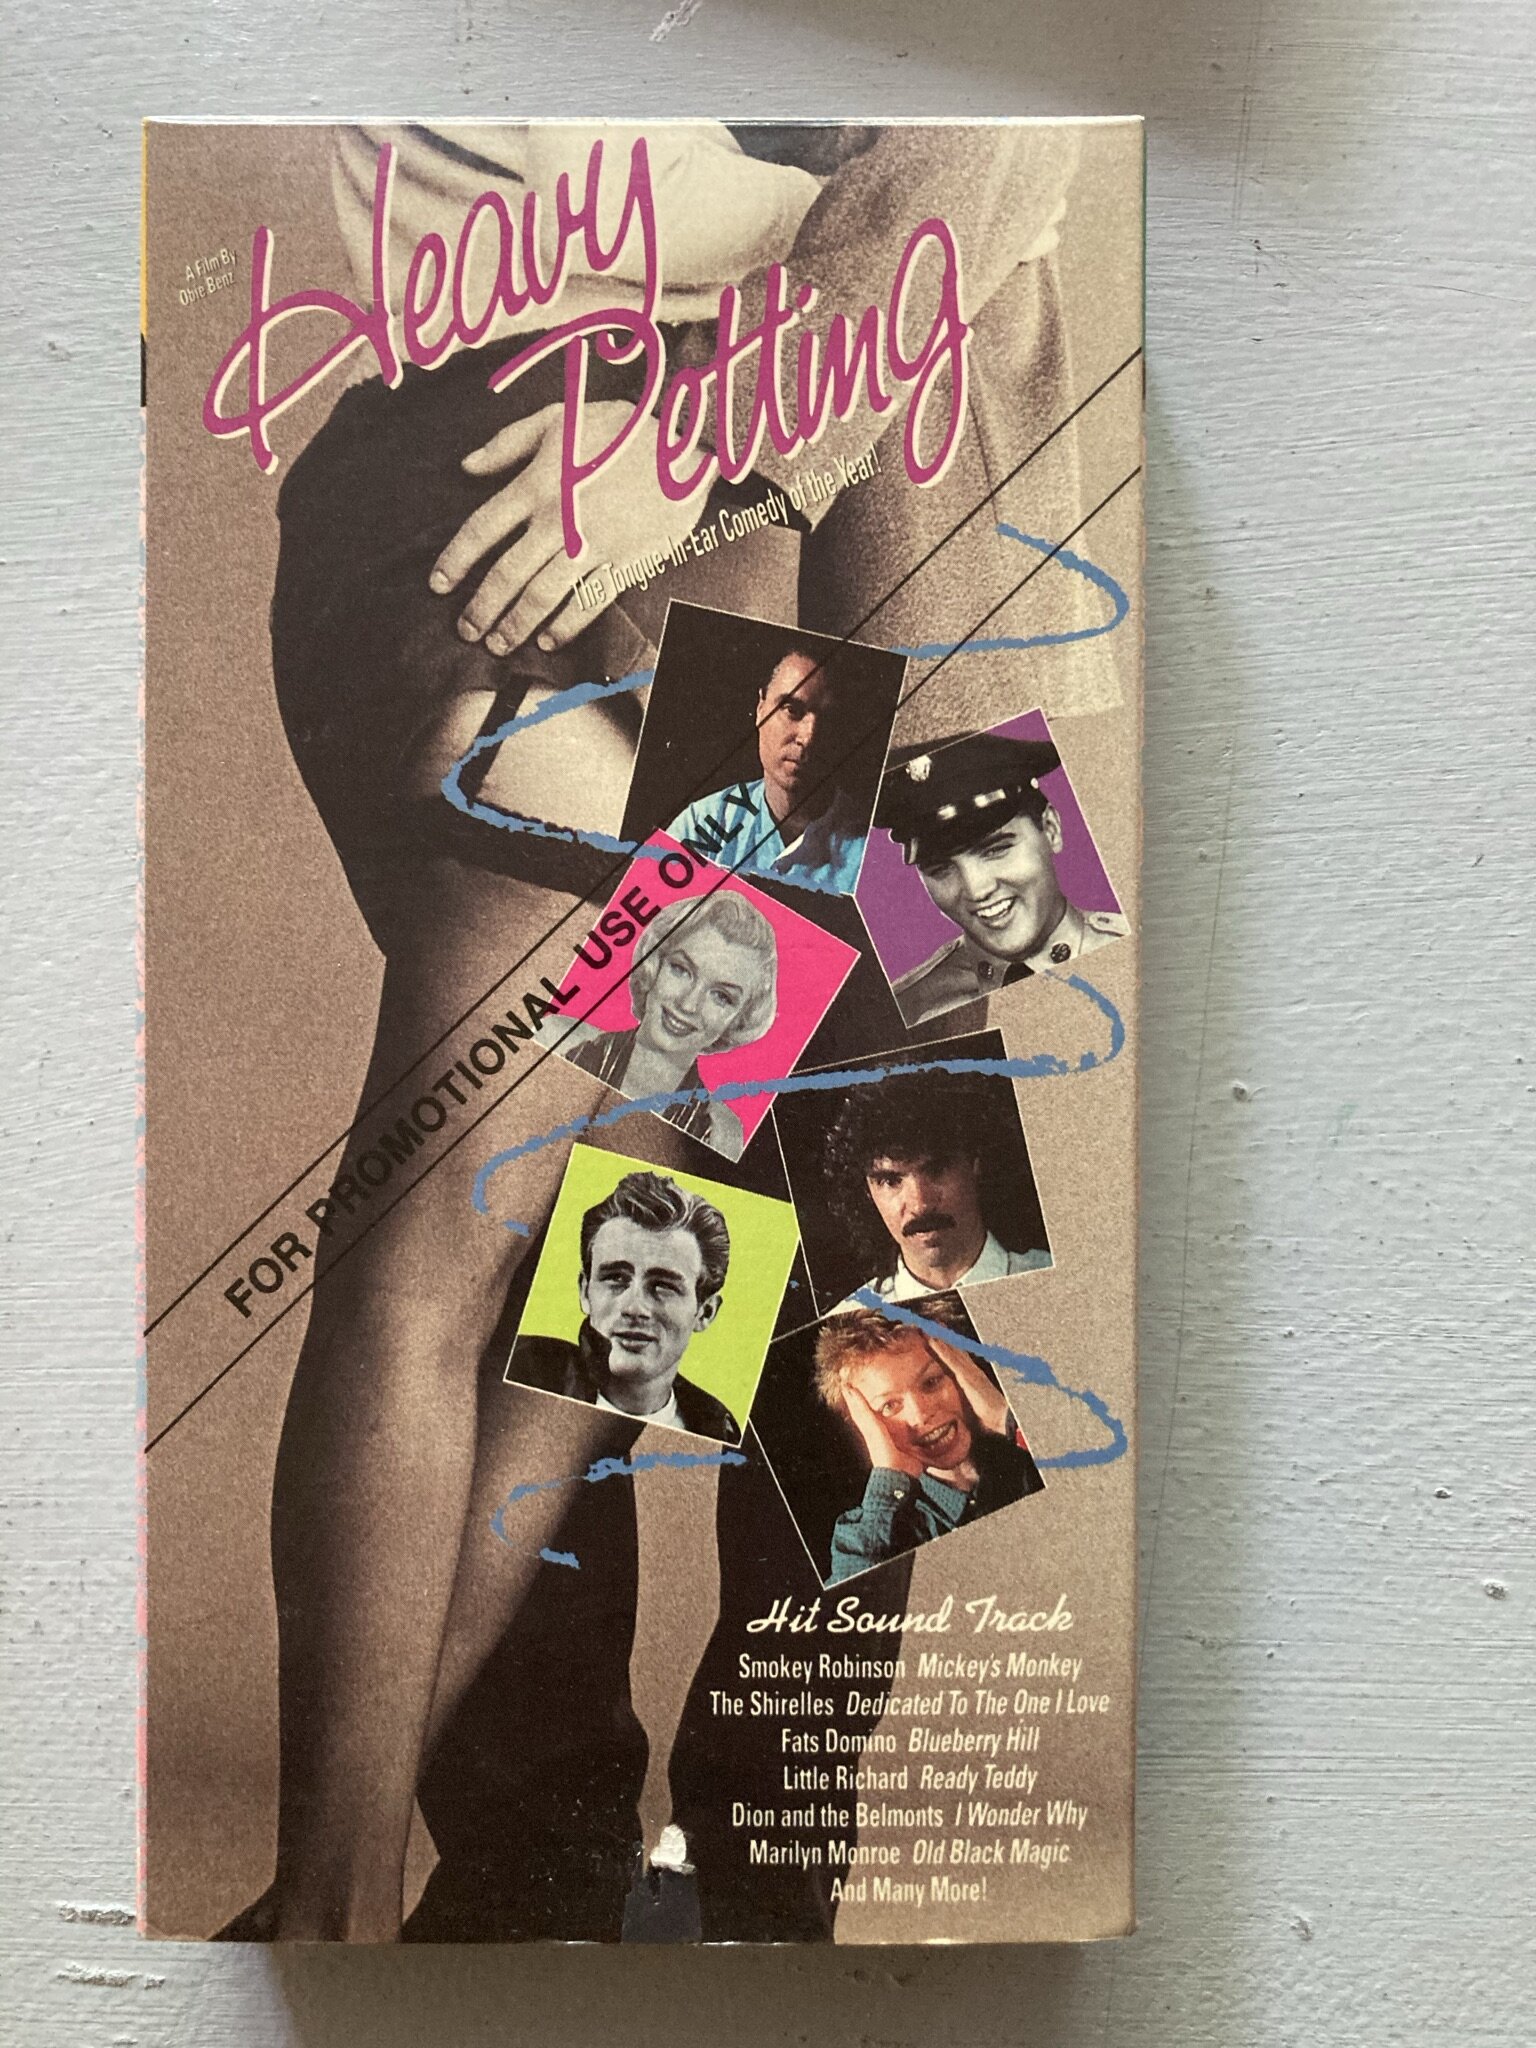 A Film By
Obie Benz
Heavy
Petting
The Tongue-In-Ear Comedy of the Year!
FOR PROMOTIONAL USE ONLY
Hit Sound Track
Smokey Robinson Mickey's Monkey
The Shirelles Dedicated To The One I Love
Fats Domino Blueberry Hill
Little Richard Ready Teddy
Dion and the Belmonts I Wonder Why
Marilyn Monroe Old Black Magic
And Many More!